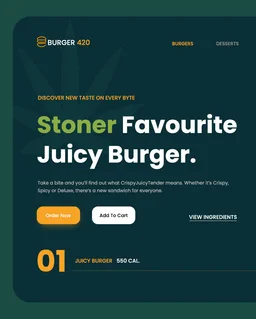 BURGER 420
BURGERS DESSERTS
DISCOVER NEW TASTE ON EVERY BYTE
Stoner Favourite
Juicy Burger.
Take a bite and you'll find out what CrispyJuicyTender means. Whether it's Crispy,
Spicy or Deluxe, there's a new sandwich for everyone.
Order Now Add To Cart VIEW INGREDIENTS
01 JUICY BURGER 550 CAL.